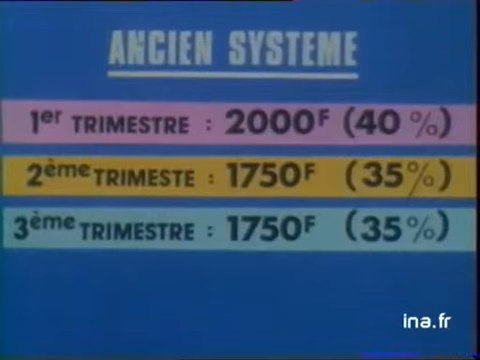 ANCIEN SYSTEME
1er TRIMESTRE : 2000F (40 %)
2ème TRIMESTE : 1750F (35%)
3ème TRIMESTRE : 1750F (35%)
ina.fr